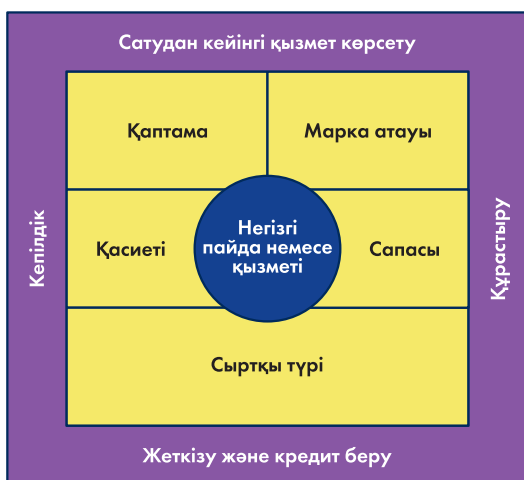 Сатудан кейінгі қызмет көрсету
Қаптама
Марка атауы
Кепілдік
Қасиеті
Негізгі
пайда немесе
қызметі
Сапасы
Құрастыру
Сыртқы түрі
Жеткізу және кредит беру